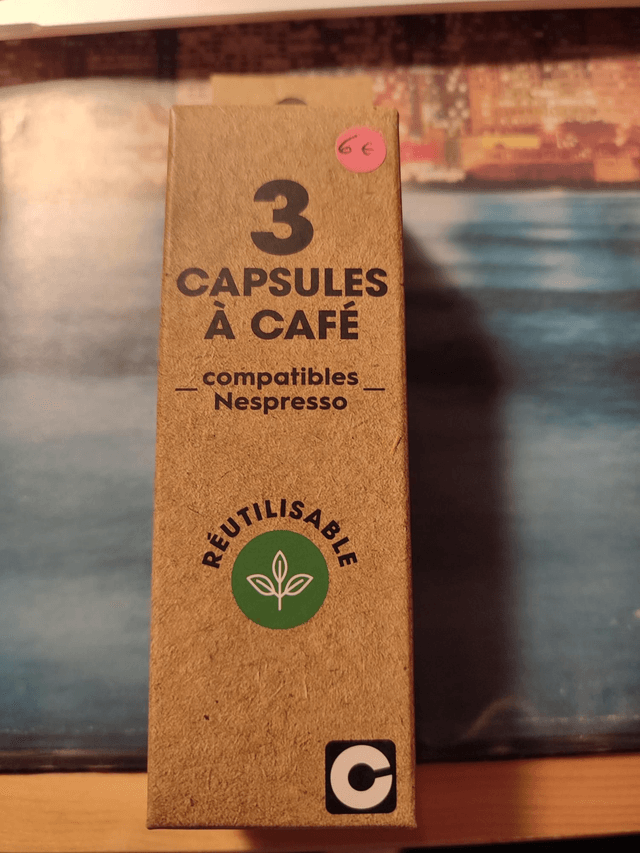 6 €
3
CAPSULES
À CAFÉ
compatibles
Nespresso
RÉUTILISABLE
C